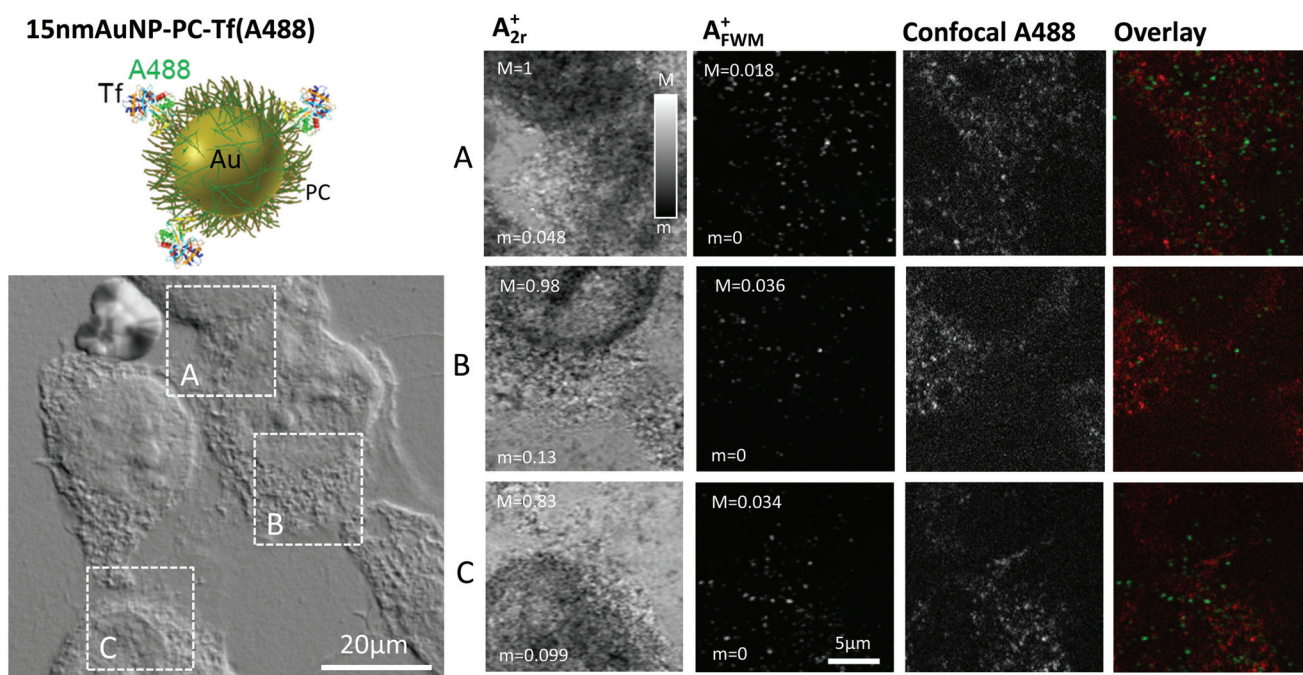 15nmAuNP-PC-Tf(A488)
A488
Tf
Au
PC
A
B
C
20μm
A⁺2r
A⁺FWM
Confocal A488
Overlay
A
M=1
M
m
m=0.048
M=0.018
m=0
B
M=0.98
m=0.13
M=0.036
m=0
C
M=0.83
m=0.099
M=0.034
m=0
5μm